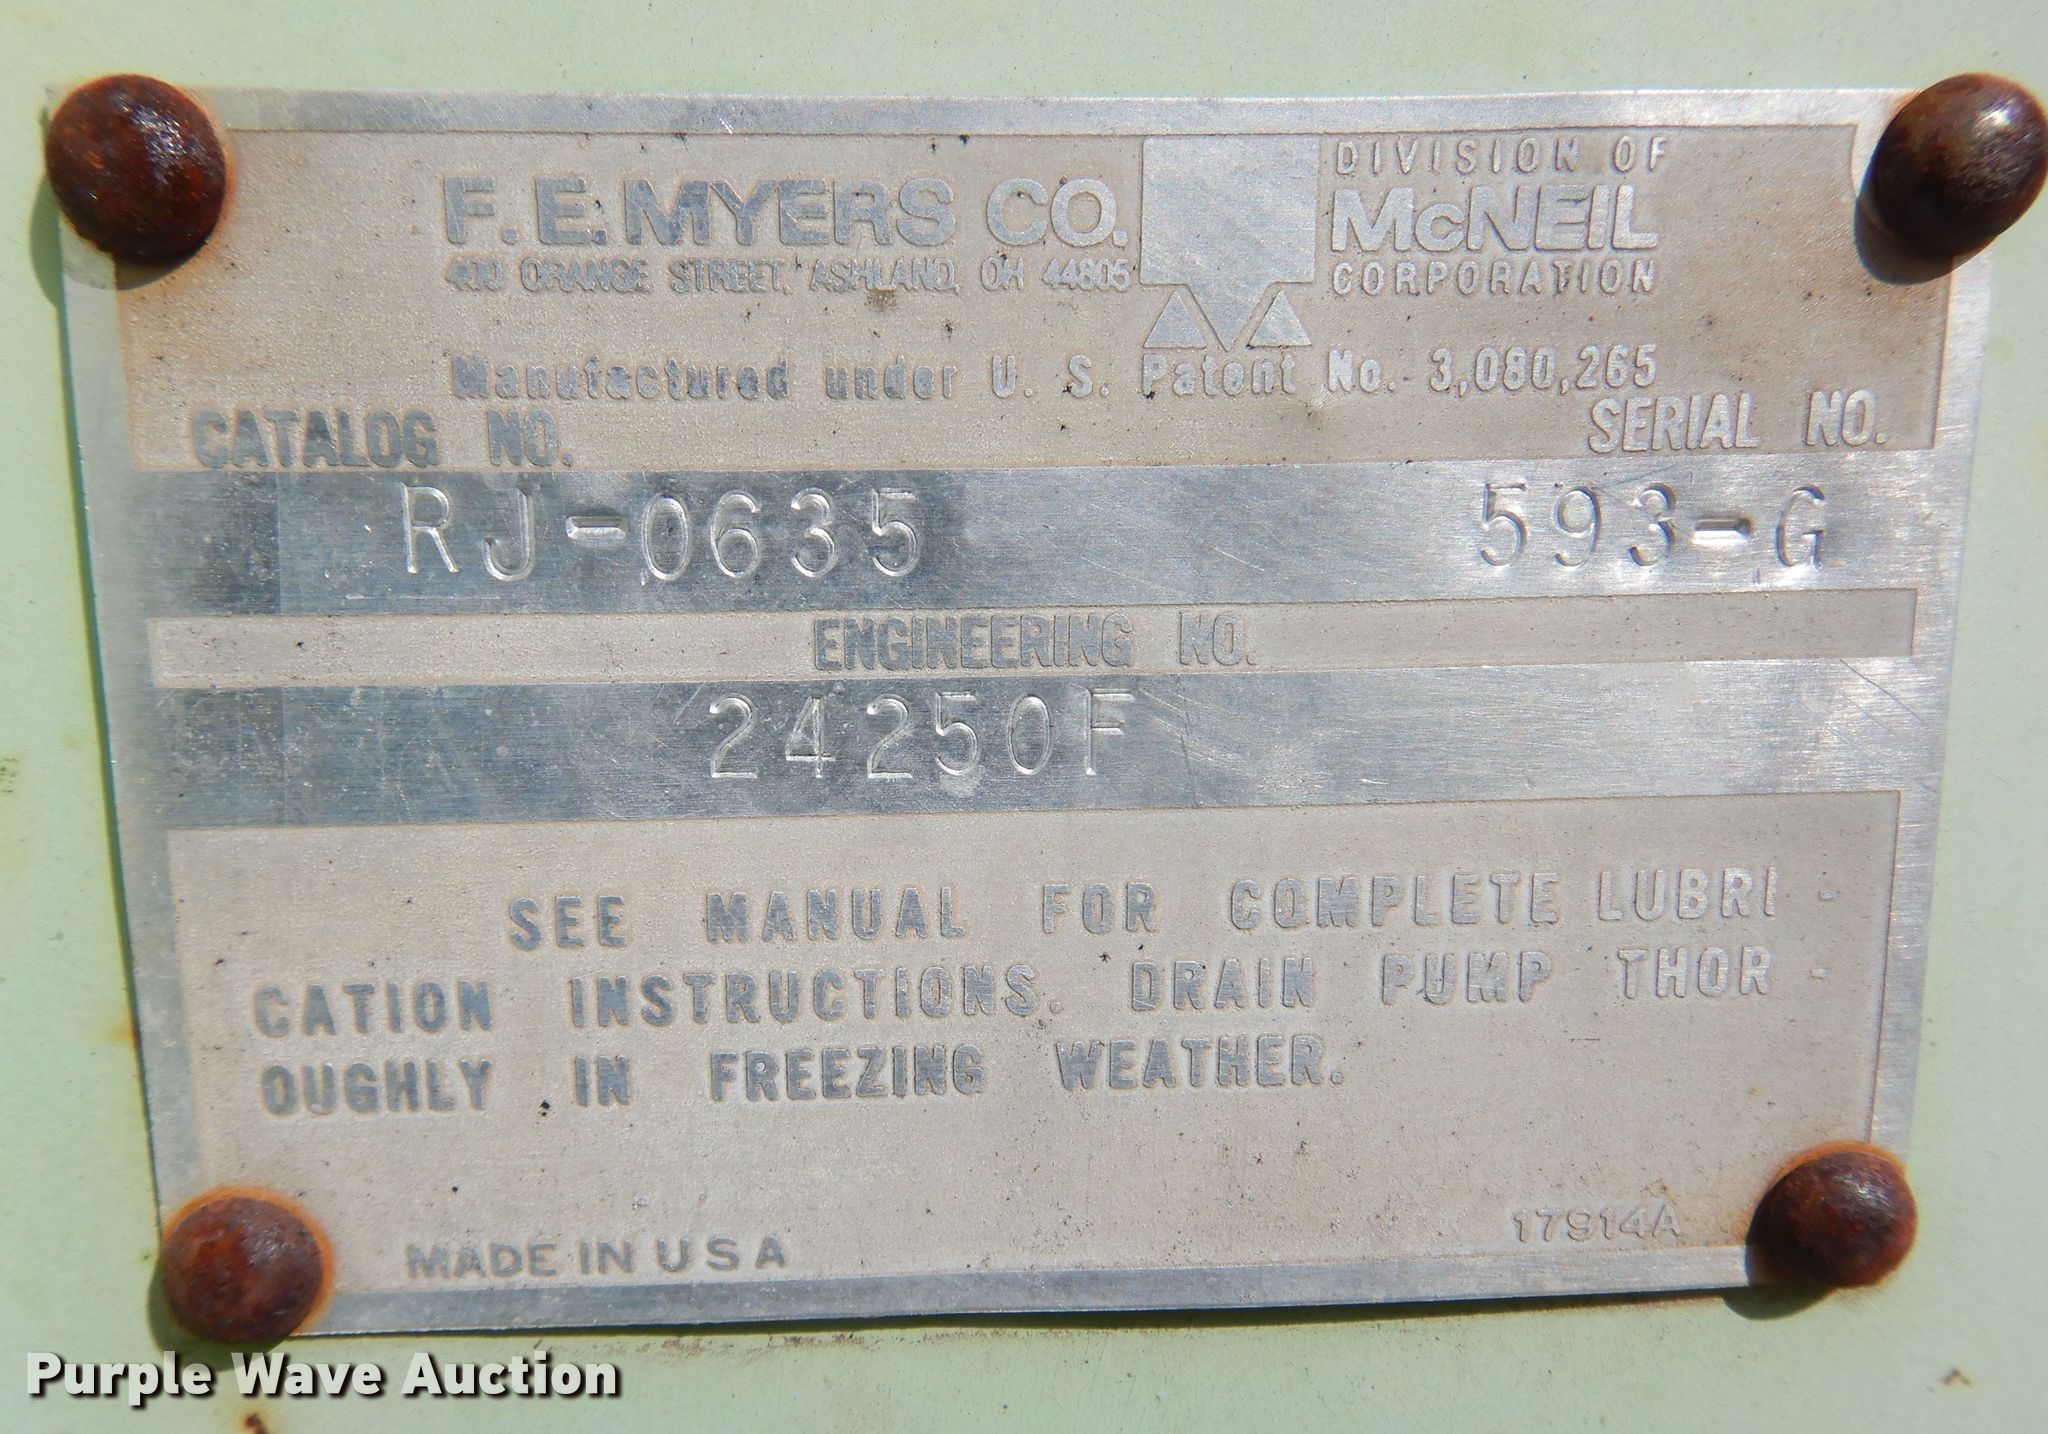 F. E. MYERS CO.
400 ORANGE STREET, ASHLAND, OH 44805
DIVISION OF
McNEIL
CORPORATION
Manufactured under U. S. Patent No. 3,080,265
CATALOG NO. SERIAL NO.
RJ-0635 593-G
ENGINEERING NO.
24250F
SEE MANUAL FOR COMPLETE LUBRI -
CATION INSTRUCTIONS. DRAIN PUMP THOR -
OUGHLY IN FREEZING WEATHER.
MADE IN U S A 17914A
Purple Wave Auction